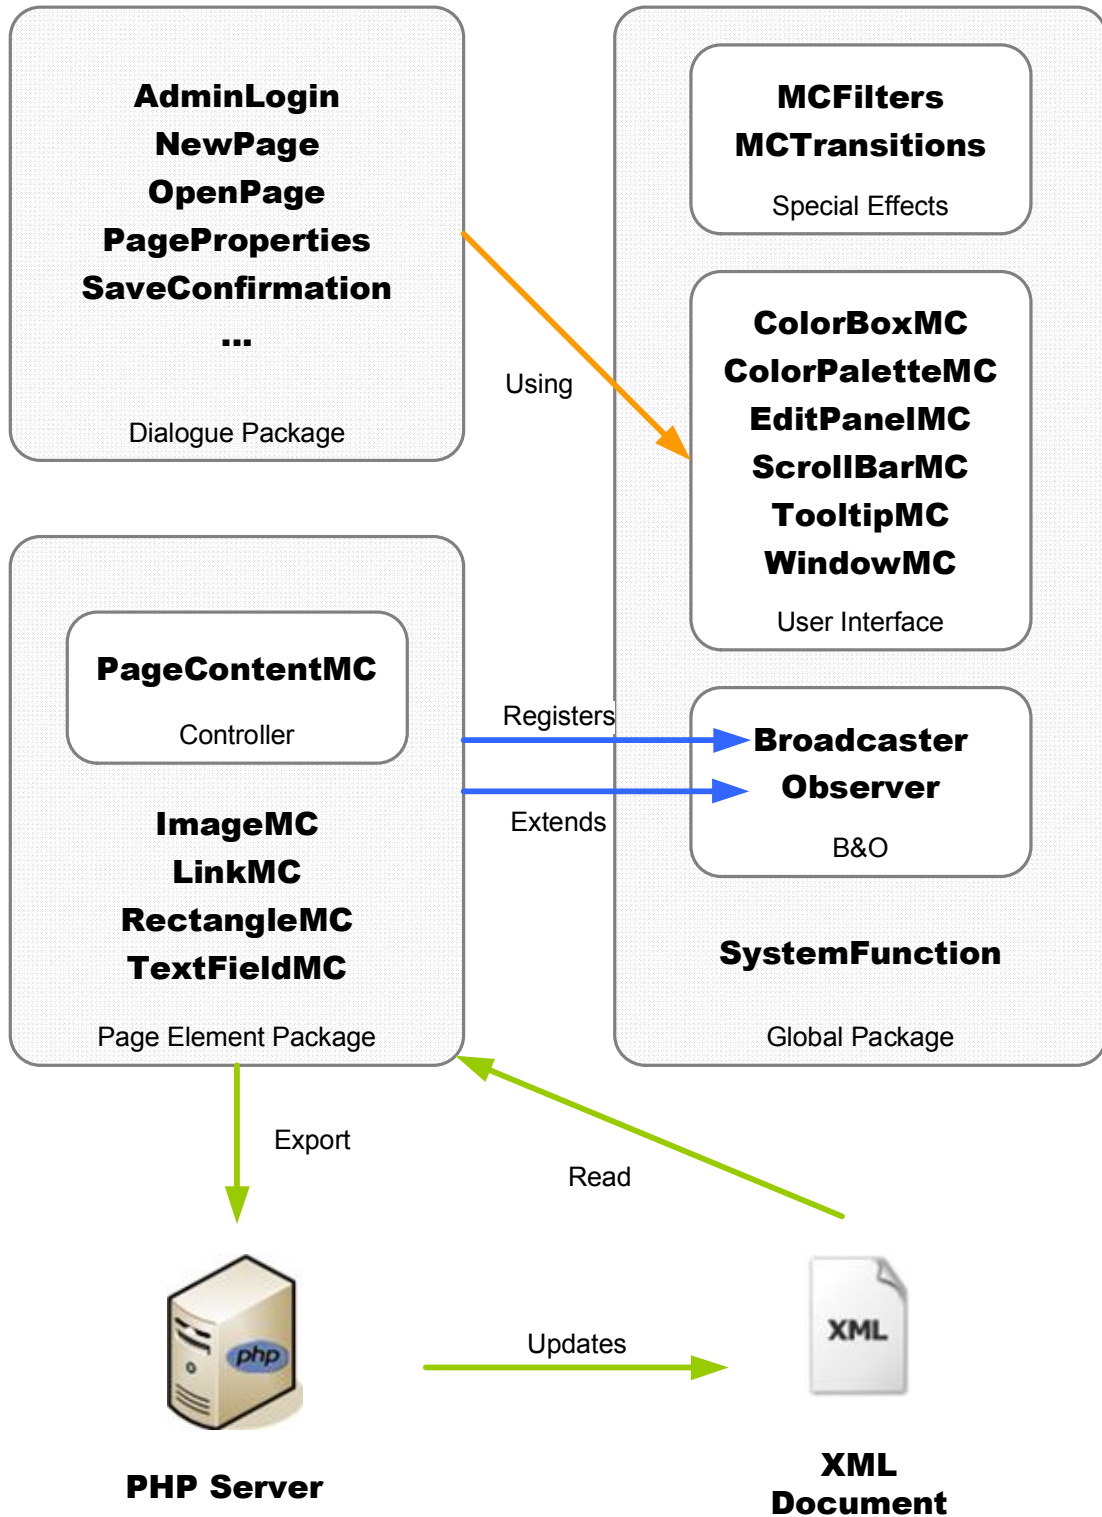 AdminLogin
NewPage
OpenPage
PageProperties
SaveConfirmation
...
Dialogue Package
MCFilters
MCTransitions
Special Effects
Using
ColorBoxMC
ColorPaletteMC
EditPanelMC
ScrollBarMC
TooltipMC
WindowMC
User Interface
PageContentMC
Controller
Registers
Extends
Broadcaster
Observer
B&O
ImageMC
LinkMC
RectangleMC
TextFieldMC
Page Element Package
SystemFunction
Global Package
Export
Read
php
Updates
XML
PHP Server
XML
Document